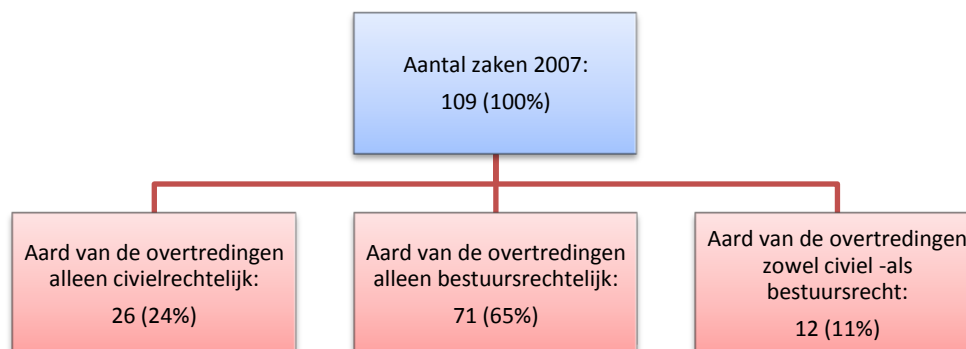 Aantal zaken 2007:
109 (100%)
Aard van de overtredingen
alleen civielrechtelijk:
26 (24%)
Aard van de overtredingen
alleen bestuursrechtelijk:
71 (65%)
Aard van de overtredingen
zowel civiel -als
bestuursrecht:
12 (11%)